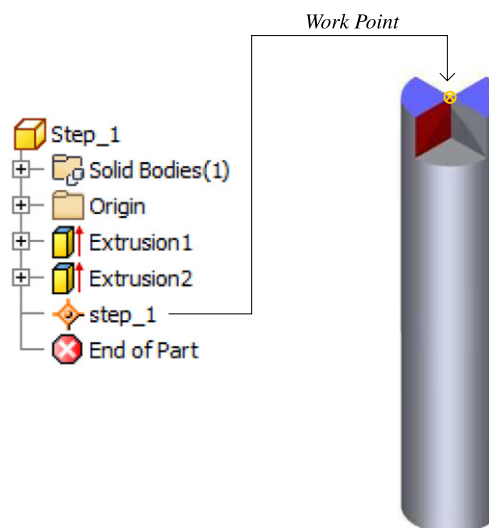 Work Point
Step_1
Solid Bodies(1)
Origin
Extrusion1
Extrusion2
step_1
End of Part